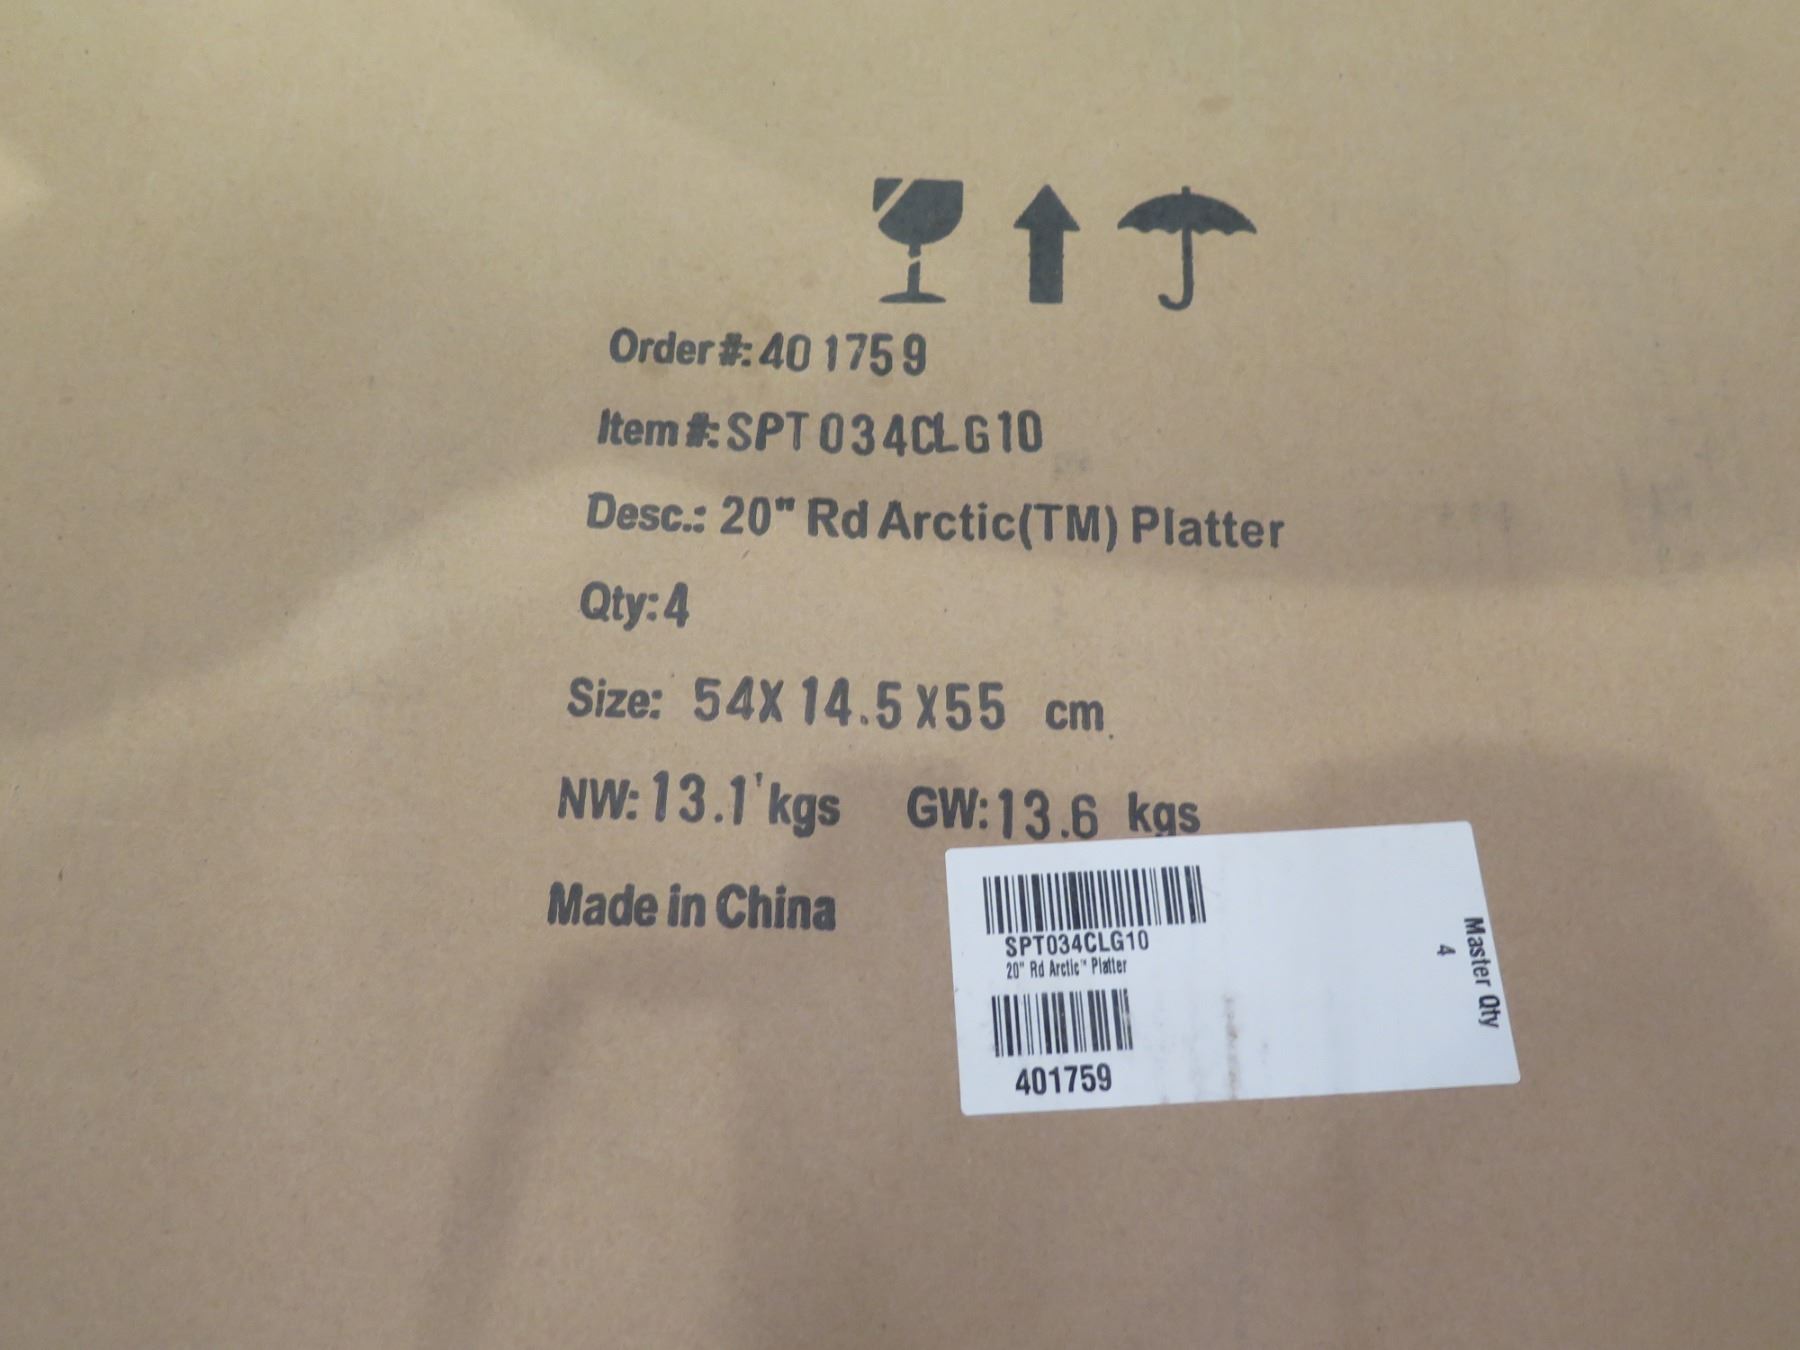 Order#: 401759
Item#: SPT034CLG10
Desc.: 20" Rd Arctic(TM) Platter
Qty: 4
Size: 54X14.5X55 cm
NW: 13.1 kgs GW: 13.6 kgs
Made in China
SPT034CLG10
20" Rd Arctic™ Platter
401759
Master Qty
4